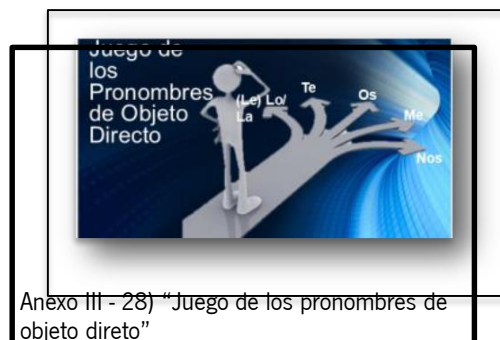 Juego de
los
Pronombres
de Objeto
Directo
(Le) Lo/
La
Te
Os
Me
Nos
Anexo III - 28) “Juego de los pronombres de
objeto direto”